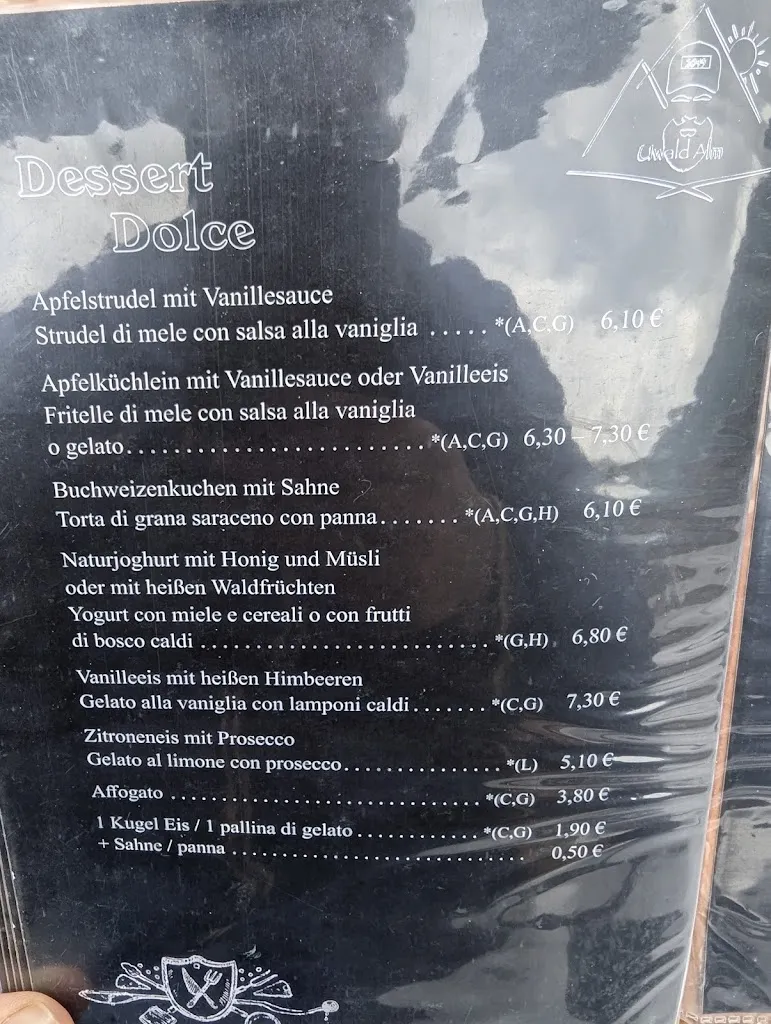 2019
Uwald Alm
Dessert
Dolce
Apfelstrudel mit Vanillesauce
Strudel di mele con salsa alla vaniglia ..... *(A,C,G) 6,10 €
Apfelküchlein mit Vanillesauce oder Vanilleeis
Fritelle di mele con salsa alla vaniglia
o gelato.......................... *(A,C,G) 6,30 – 7,30 €
Buchweizenkuchen mit Sahne
Torta di grana saraceno con panna....... *(A,C,G,H) 6,10 €
Naturjoghurt mit Honig und Müsli
oder mit heißen Waldfrüchten
Yogurt con miele e cereali o con frutti
di bosco caldi ............................ *(G,H) 6,80 €
Vanilleeis mit heißen Himbeeren
Gelato alla vaniglia con lamponi caldi....... *(C,G) 7,30 €
Zitroneneis mit Prosecco
Gelato al limone con prosecco............... *(L) 5,10 €
Affogato ................................ *(C,G) 3,80 €
1 Kugel Eis / 1 pallina di gelato ............ *(C,G) 1,90 €
+ Sahne / panna ............................ 0,50 €